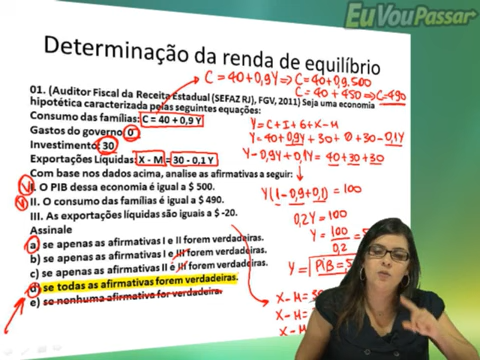 EuVouPassar
Determinação da renda de equilíbrio
C = 40 + 0,9Y ⇒ C = 40 + 0,9.500
C = 40 + 450 ⇒ C = 490
01. (Auditor Fiscal da Receita Estadual (SEFAZ RJ), FGV, 2011) Seja uma economia
hipotética caracterizada pelas seguintes equações:
Consumo das famílias: C = 40 + 0,9 Y
Gastos do governo: 0
Investimento: 30
Exportações Líquidas: X - M = 30 - 0,1 Y
Com base nos dados acima, analise as afirmativas a seguir:
I. O PIB dessa economia é igual a $ 500.
II. O consumo das famílias é igual a $ 490.
III. As exportações líquidas são iguais a $ -20.
Assinale
a) se apenas as afirmativas I e II forem verdadeiras.
b) se apenas as afirmativas I e III forem verdadeiras.
c) se apenas as afirmativas II e III forem verdadeiras.
d) se todas as afirmativas forem verdadeiras.
e) se nenhuma afirmativa for verdadeira.
Y = C + I + G + X - M
Y = 40 + 0,9Y + 30 + 0 + 30 - 0,1Y
Y - 0,9Y + 0,1Y = 40 + 30 + 30
Y (1 - 0,9 + 0,1) = 100
0,2Y = 100
Y = 100
0,2
Y = PIB =
X - M =
X - M =
X - M